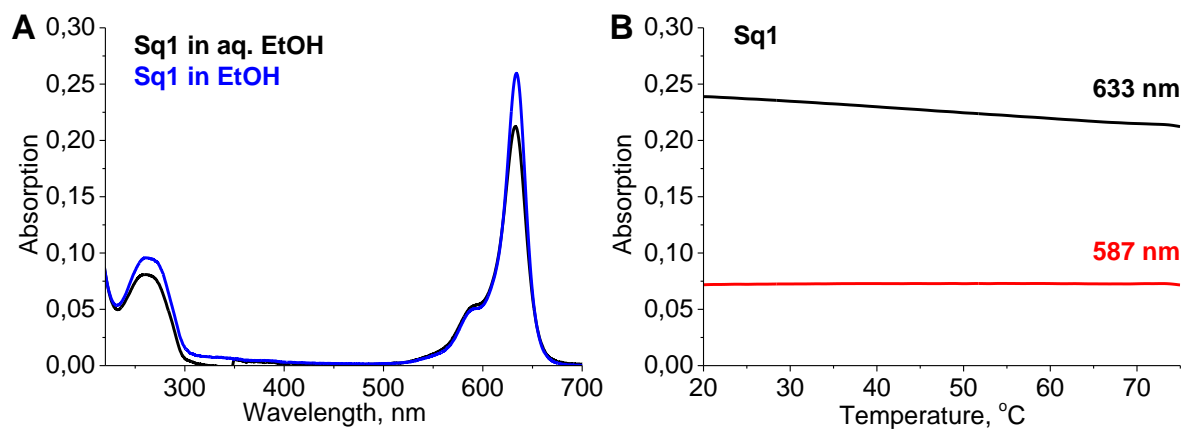 A
Sq1 in aq. EtOH
Sq1 in EtOH
Absorption
0,30
0,25
0,20
0,15
0,10
0,05
0,00
300
400
500
600
700
Wavelength, nm
B
Sq1
633 nm
587 nm
Absorption
0,30
0,25
0,20
0,15
0,10
0,05
0,00
20
30
40
50
60
70
Temperature, °C